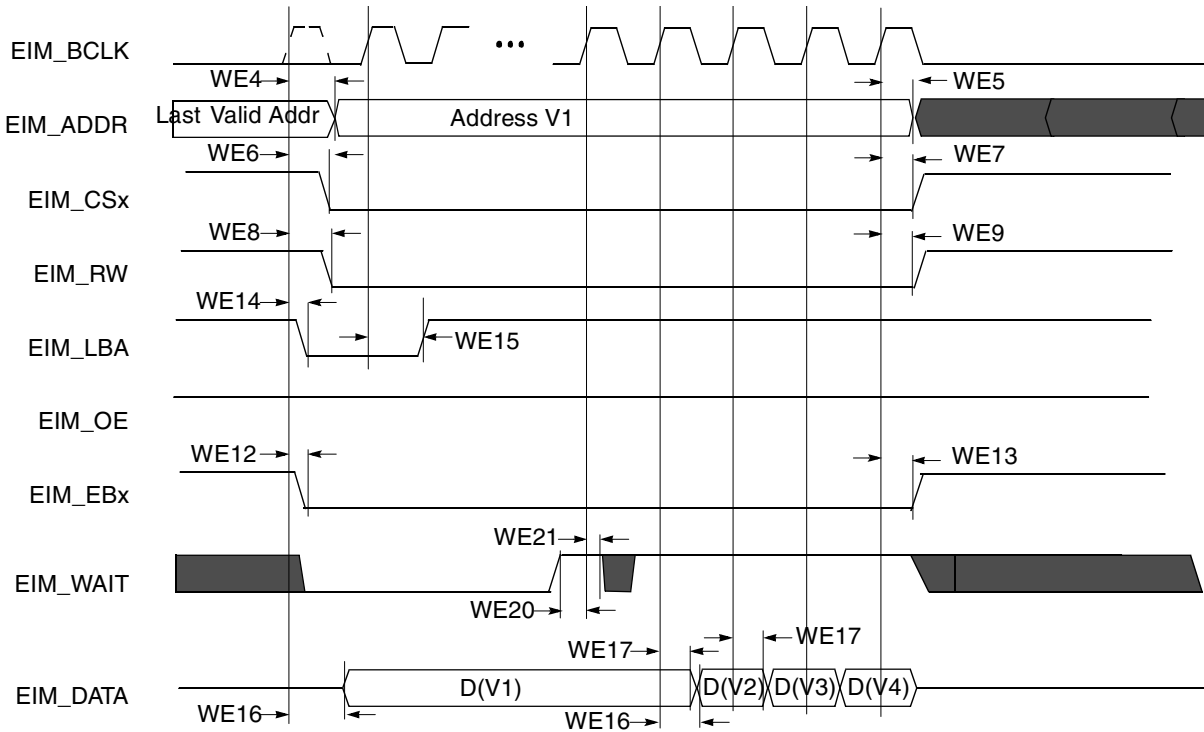 EIM_BCLK
...
WE4
WE5
Last Valid Addr
Address V1
EIM_ADDR
WE6
WE7
EIM_CSx
WE8
WE9
EIM_RW
WE14
WE15
EIM_LBA
EIM_OE
WE12
WE13
EIM_EBx
WE21
EIM_WAIT
WE20
WE17
WE17
EIM_DATA
D(V1)
D(V2)
D(V3)
D(V4)
WE16
WE16